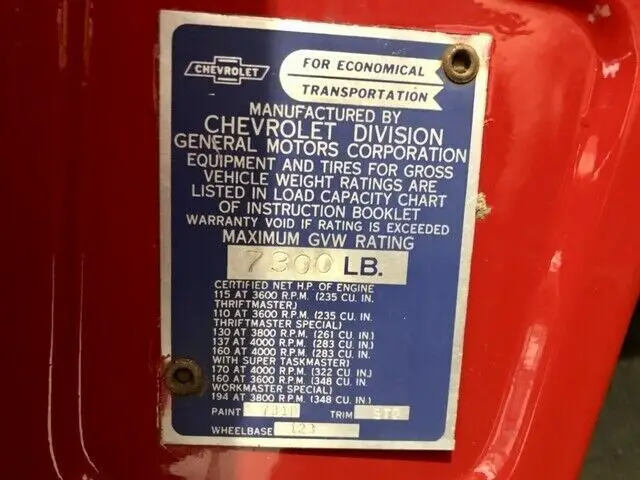 CHEVROLET
FOR ECONOMICAL
TRANSPORTATION
MANUFACTURED BY
CHEVROLET DIVISION
GENERAL MOTORS CORPORATION
EQUIPMENT AND TIRES FOR GROSS
VEHICLE WEIGHT RATINGS ARE
LISTED IN LOAD CAPACITY CHART
OF INSTRUCTION BOOKLET
WARRANTY VOID IF RATING IS EXCEEDED
MAXIMUM GVW RATING
7300 LB.
CERTIFIED NET H.P. OF ENGINE
115 AT 3600 R.P.M. (235 CU. IN.
THRIFTMASTER)
110 AT 3600 R.P.M. (235 CU. IN.
THRIFTMASTER SPECIAL)
130 AT 3800 R.P.M. (261 CU. IN.)
137 AT 4000 R.P.M. (283 CU. IN.)
160 AT 4000 R.P.M. (283 CU. IN.
WITH SUPER TASKMASTER)
170 AT 4000 R.P.M. (322 CU. IN.)
160 AT 3600 R.P.M. (348 CU. IN.
WORKMASTER SPECIAL)
194 AT 3800 R.P.M. (348 CU. IN.)
PAINT TRIM
WHEELBASE 123